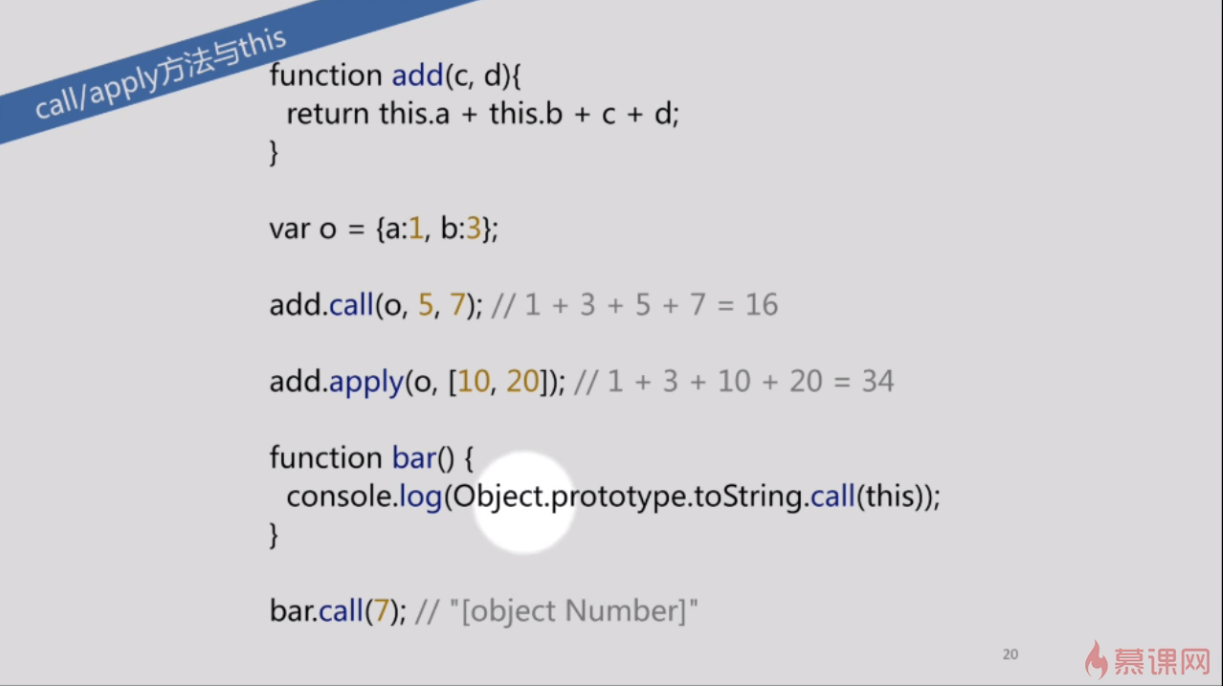 call/apply方法与this
function add(c, d){
return this.a + this.b + c + d;
}
var o = {a:1, b:3};
add.call(o, 5, 7); // 1 + 3 + 5 + 7 = 16
add.apply(o, [10, 20]); // 1 + 3 + 10 + 20 = 34
function bar() {
console.log(Object.prototype.toString.call(this));
}
bar.call(7); // "[object Number]"
20
慕课网